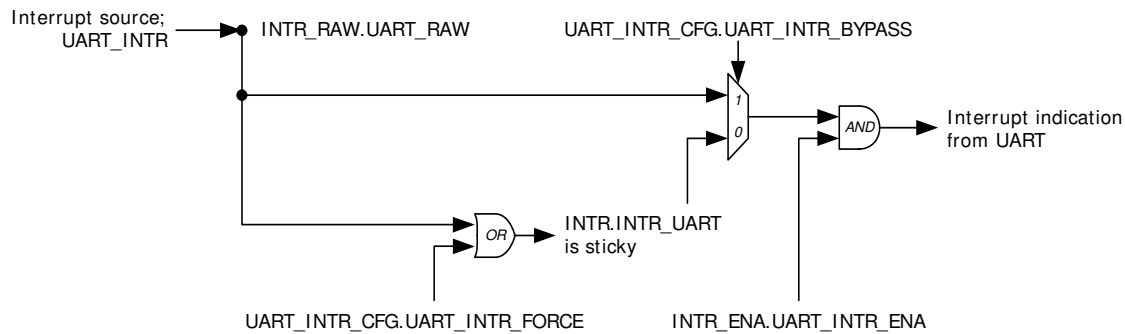 Interrupt source;
UART_INTR
INTR_RAW.UART_RAW
UART_INTR_CFG.UART_INTR_BYPASS
1
0
AND
Interrupt indication
from UART
OR
INTR.INTR_UART
is sticky
UART_INTR_CFG.UART_INTR_FORCE
INTR_ENA.UART_INTR_ENA